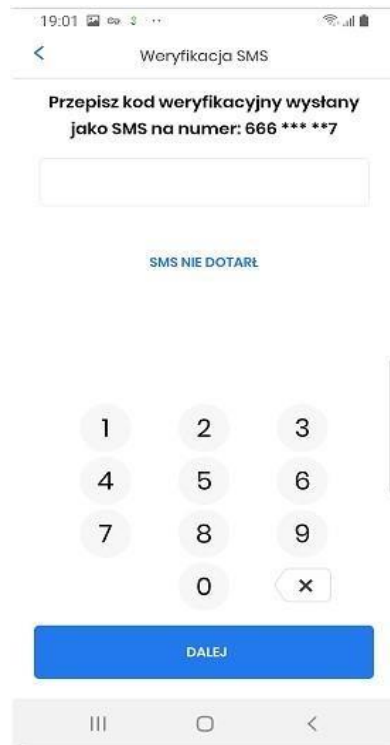 19:01
Weryfikacja SMS
Przepisz kod weryfikacyjny wysłany
jako SMS na numer: 666 *** **7
SMS NIE DOTARŁ
1 2 3
4 5 6
7 8 9
0
DALEJ